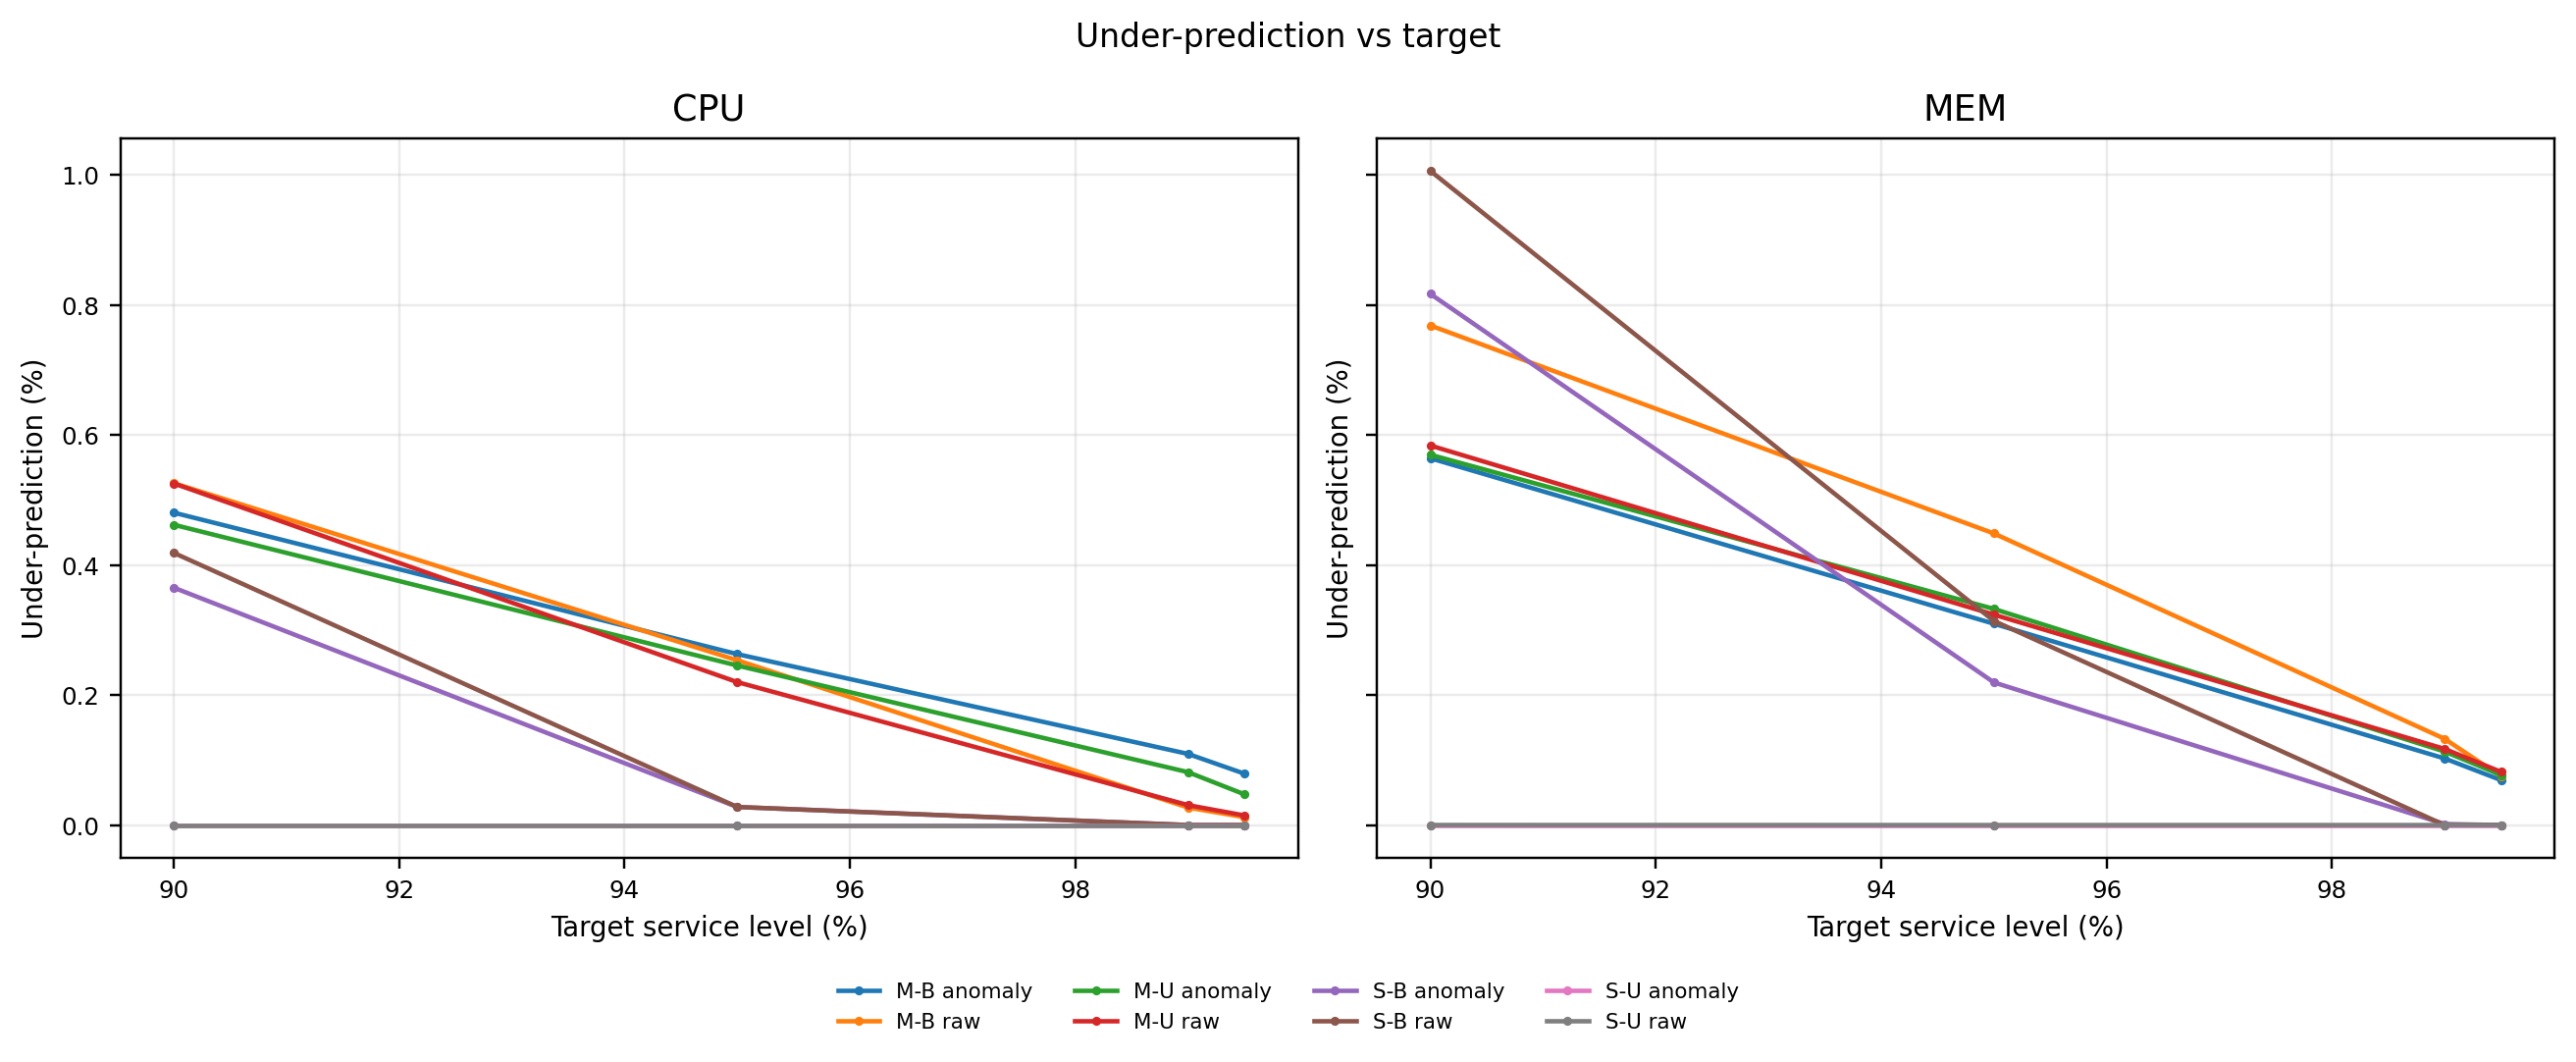 Under-prediction vs target
CPU
MEM
Under-prediction (%)
1.0
0.8
0.6
0.4
0.2
0.0
90 92 94 96 98
Target service level (%)
Under-prediction (%)
90 92 94 96 98
Target service level (%)
M-B anomaly M-U anomaly S-B anomaly S-U anomaly
M-B raw M-U raw S-B raw S-U raw